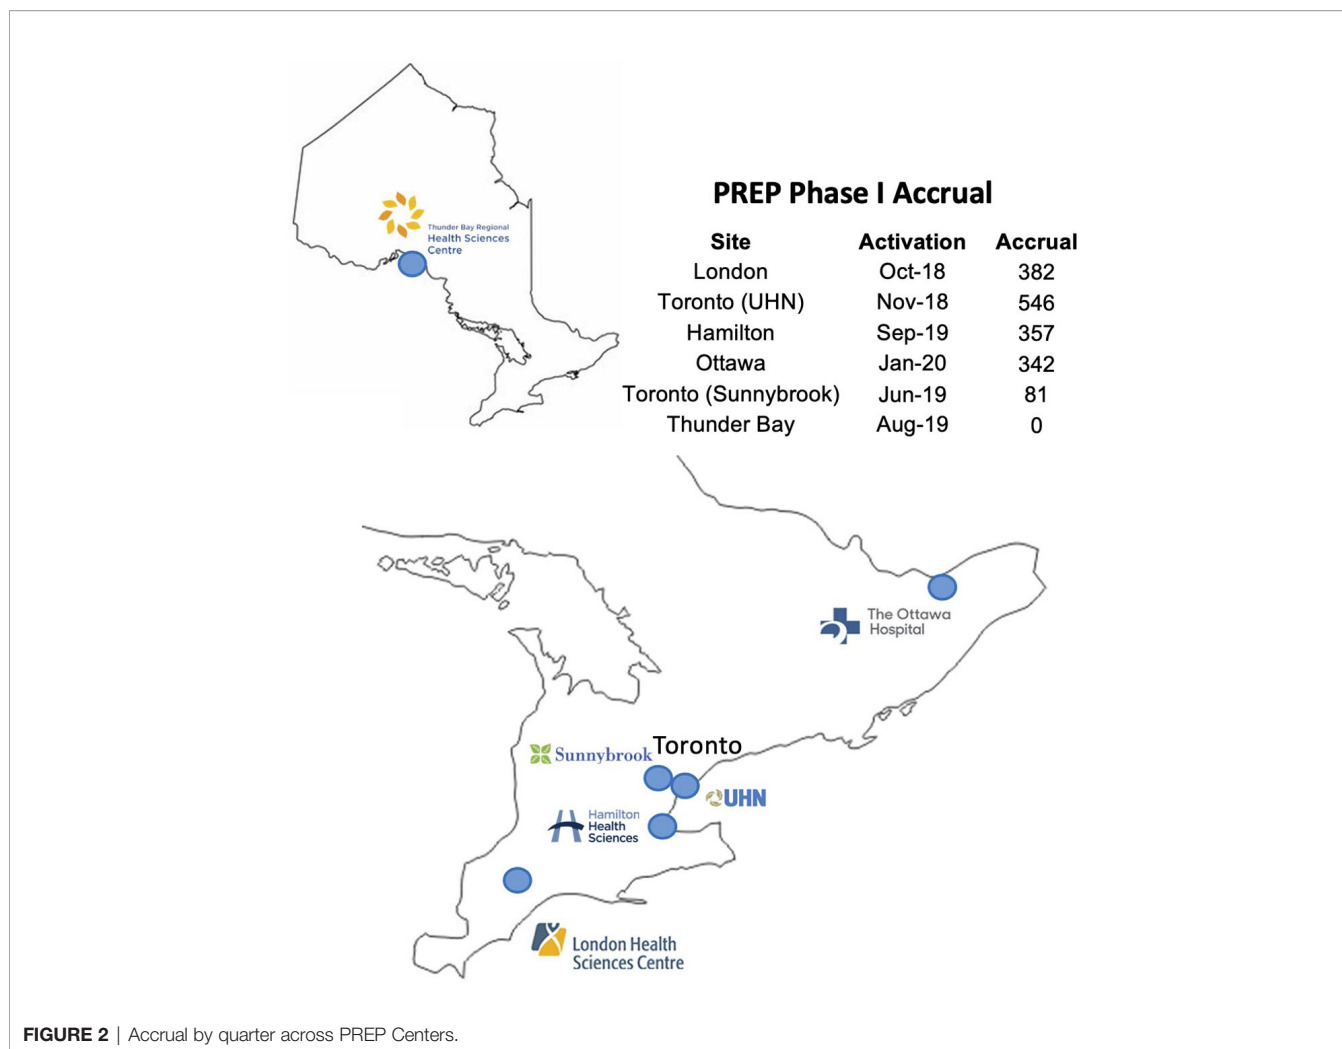 Thunder Bay Regional
Health Sciences
Centre
PREP Phase I Accrual
Site Activation Accrual
London Oct-18 382
Toronto (UHN) Nov-18 546
Hamilton Sep-19 357
Ottawa Jan-20 342
Toronto (Sunnybrook) Jun-19 81
Thunder Bay Aug-19 0
The Ottawa
Hospital
Toronto
Sunnybrook
UHN
Hamilton
Health
Sciences
London Health
Sciences Centre
FIGURE 2 | Accrual by quarter across PREP Centers.